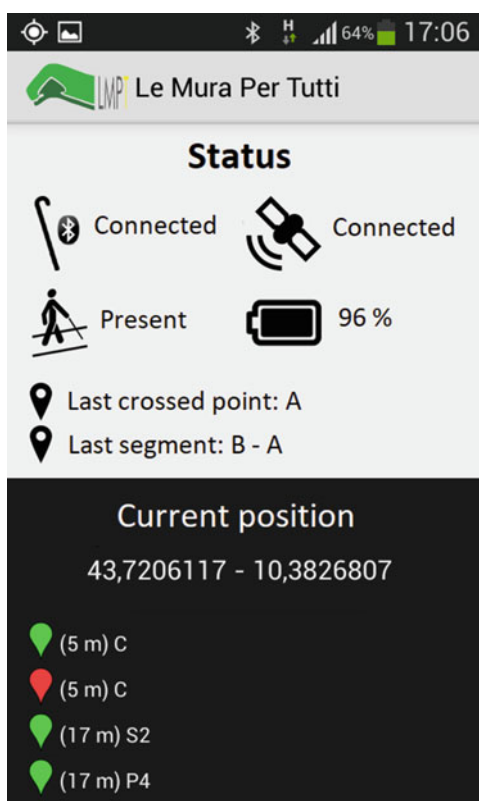 H 64% 17:06
LMPT Le Mura Per Tutti
Status
Connected Connected
Present 96 %
Last crossed point: A
Last segment: B - A
Current position
43,7206117 - 10,3826807
(5 m) C
(5 m) C
(17 m) S2
(17 m) P4